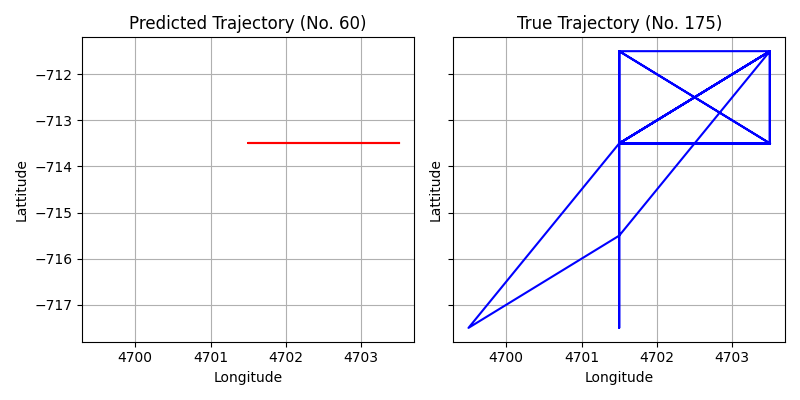 Predicted Trajectory (No. 60)
True Trajectory (No. 175)
−712
−713
−714
−715
−716
−717
Lattitude
Lattitude
4700 4701 4702 4703
4700 4701 4702 4703
Longitude
Longitude